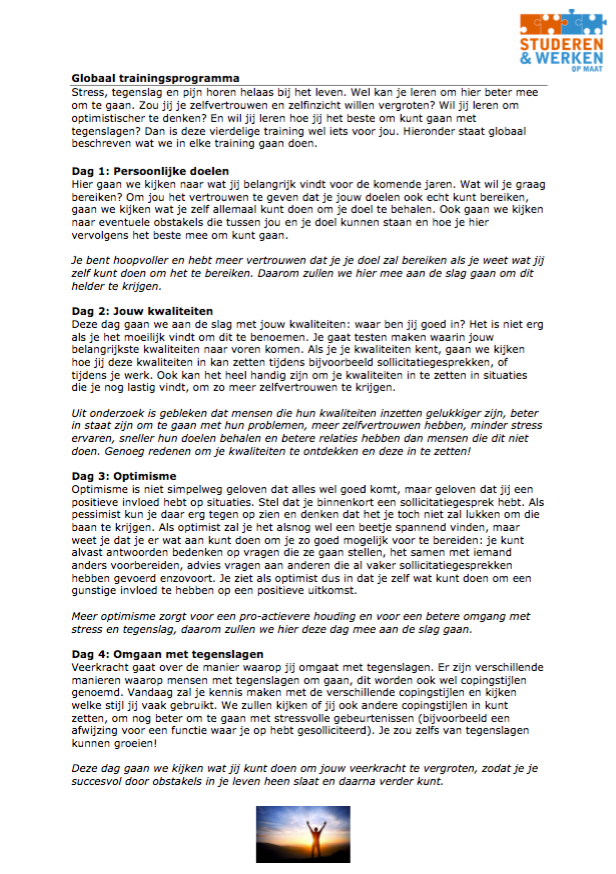 STUDEREN
& WERKEN
OP MAAT
Globaal trainingsprogramma
Stress, tegenslag en pijn horen helaas bij het leven. Wel kan je leren om hier beter mee
om te gaan. Zou jij je zelfvertrouwen en zelfinzicht willen vergroten? Wil jij leren om
optimistischer te denken? En wil jij leren hoe jij het beste om kunt gaan met
tegenslagen? Dan is deze vierdelige training wel iets voor jou. Hieronder staat globaal
beschreven wat we in elke training gaan doen.
Dag 1: Persoonlijke doelen
Hier gaan we kijken naar wat jij belangrijk vindt voor de komende jaren. Wat wil je graag
bereiken? Om jou het vertrouwen te geven dat je jouw doelen ook echt kunt bereiken,
gaan we kijken wat je zelf allemaal kunt doen om je doel te behalen. Ook gaan we kijken
naar eventuele obstakels die tussen jou en je doel kunnen staan en hoe je hier
vervolgens het beste mee om kunt gaan.
Je bent hoopvoller en hebt meer vertrouwen dat je je doel zal bereiken als je weet wat jij
zelf kunt doen om het te bereiken. Daarom zullen we hier mee aan de slag gaan om dit
helder te krijgen.
Dag 2: Jouw kwaliteiten
Deze dag gaan we aan de slag met jouw kwaliteiten: waar ben jij goed in? Het is niet erg
als je het moeilijk vindt om dit te benoemen. Je gaat testen maken waarin jouw
belangrijkste kwaliteiten naar voren komen. Als je je kwaliteiten kent, gaan we kijken
hoe jij deze kwaliteiten in kan zetten tijdens bijvoorbeeld sollicitatiegesprekken, of
tijdens je werk. Ook kan het heel handig zijn om je kwaliteiten in te zetten in situaties
die je nog lastig vindt, om zo meer zelfvertrouwen te krijgen.
Uit onderzoek is gebleken dat mensen die hun kwaliteiten inzetten gelukkiger zijn, beter
in staat zijn om te gaan met hun problemen, meer zelfvertrouwen hebben, minder stress
ervaren, sneller hun doelen behalen en betere relaties hebben dan mensen die dit niet
doen. Genoeg redenen om je kwaliteiten te ontdekken en deze in te zetten!
Dag 3: Optimisme
Optimisme is niet simpelweg geloven dat alles wel goed komt, maar geloven dat jij een
positieve invloed hebt op situaties. Stel dat je binnenkort een sollicitatiegesprek hebt. Als
pessimist kun je daar erg tegen op zien en denken dat het je toch niet zal lukken om die
baan te krijgen. Als optimist zal je het alsnog wel een beetje spannend vinden, maar
weet je dat je er wat aan kunt doen om je zo goed mogelijk voor te bereiden: je kunt
alvast antwoorden bedenken op vragen die ze gaan stellen, het samen met iemand
anders voorbereiden, advies vragen aan anderen die al vaker sollicitatiegesprekken
hebben gevoerd enzovoort. Je ziet als optimist dus in dat je zelf wat kunt doen om een
gunstige invloed te hebben op een positieve uitkomst.
Meer optimisme zorgt voor een pro-actievere houding en voor een betere omgang met
stress en tegenslag, daarom zullen we hier deze dag mee aan de slag gaan.
Dag 4: Omgaan met tegenslagen
Veerkracht gaat over de manier waarop jij omgaat met tegenslagen. Er zijn verschillende
manieren waarop mensen met tegenslagen om gaan, dit worden ook wel copingstijlen
genoemd. Vandaag zal je kennis maken met de verschillende copingstijlen en kijken
welke stijl jij vaak gebruikt. We zullen kijken of jij ook andere copingstijlen in kunt
zetten, om nog beter om te gaan met stressvolle gebeurtenissen (bijvoorbeeld een
afwijzing voor een functie waar je op hebt gesolliciteerd). Je zou zelfs van tegenslagen
kunnen groeien!
Deze dag gaan we kijken wat jij kunt doen om jouw veerkracht te vergroten, zodat je je
succesvol door obstakels in je leven heen slaat en daarna verder kunt.